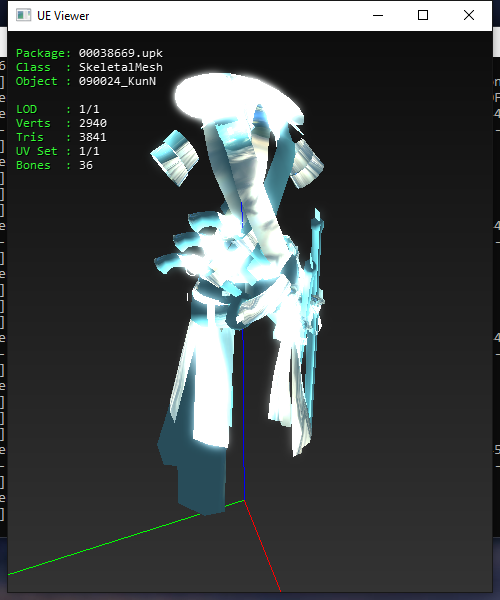 UE Viewer
Package: 00038669.upk
Class : SkeletalMesh
Object : 090024_KunN
LOD : 1/1
Verts : 2940
Tris : 3841
UV Set : 1/1
Bones : 36